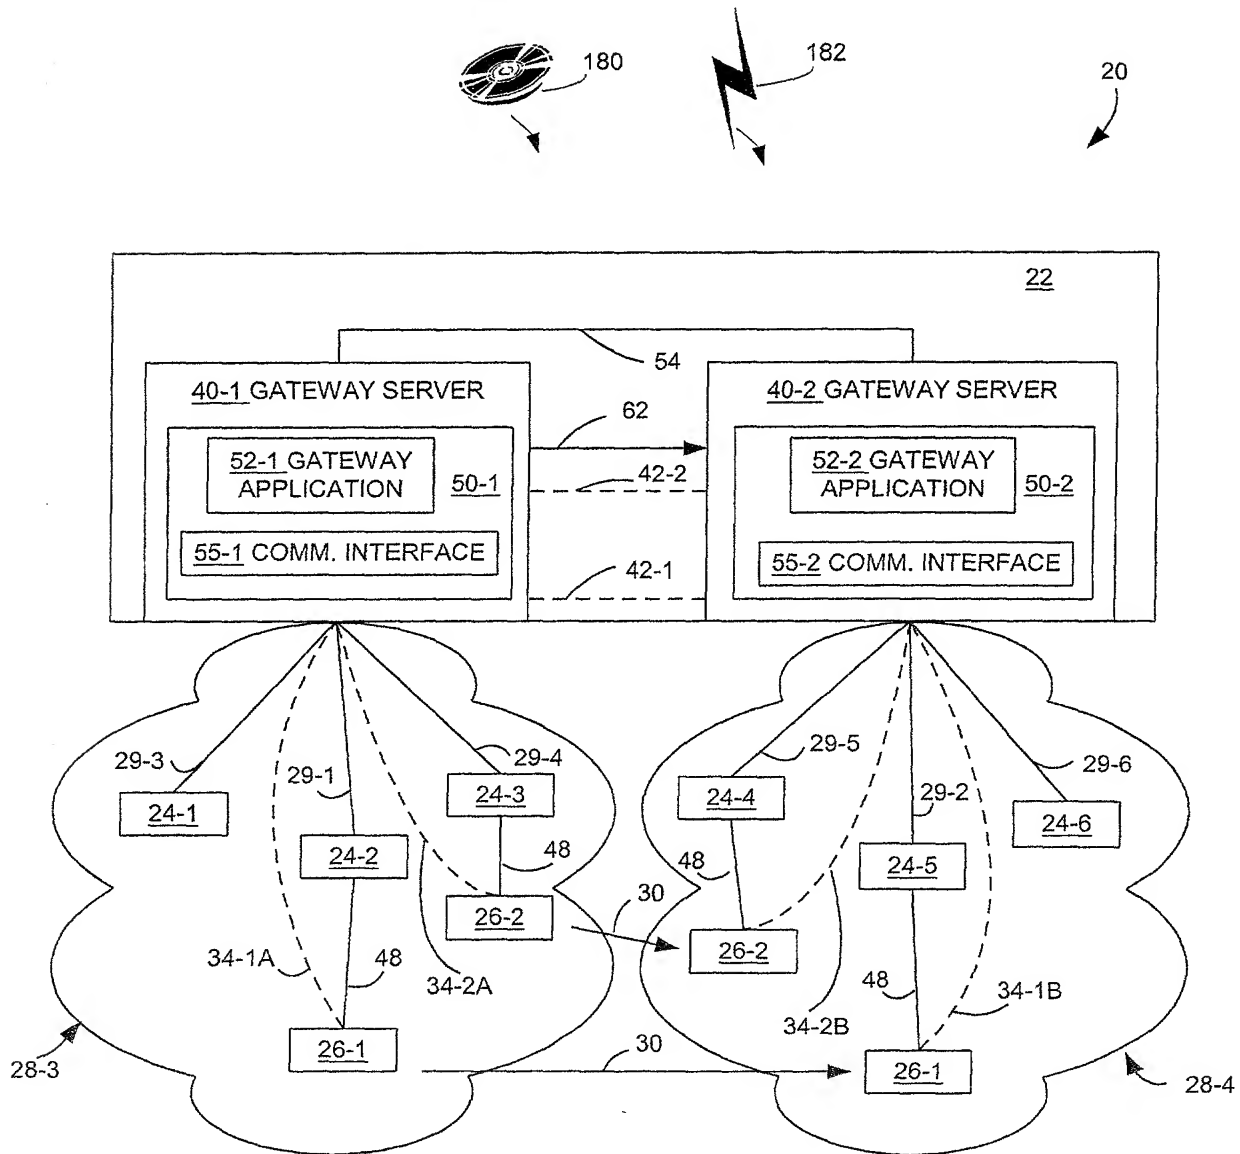 180
182
20
22
54
40-1 GATEWAY SERVER
40-2 GATEWAY SERVER
62
52-1 GATEWAY
APPLICATION
50-1
42-2
52-2 GATEWAY
APPLICATION
50-2
55-1 COMM. INTERFACE
42-1
55-2 COMM. INTERFACE
29-3
29-1
29-4
29-5
29-2
29-6
24-1
24-2
24-3
24-4
24-5
24-6
48
48
26-2
30
26-2
34-1A
48
34-2A
34-2B
48
34-1B
28-3
26-1
30
26-1
28-4